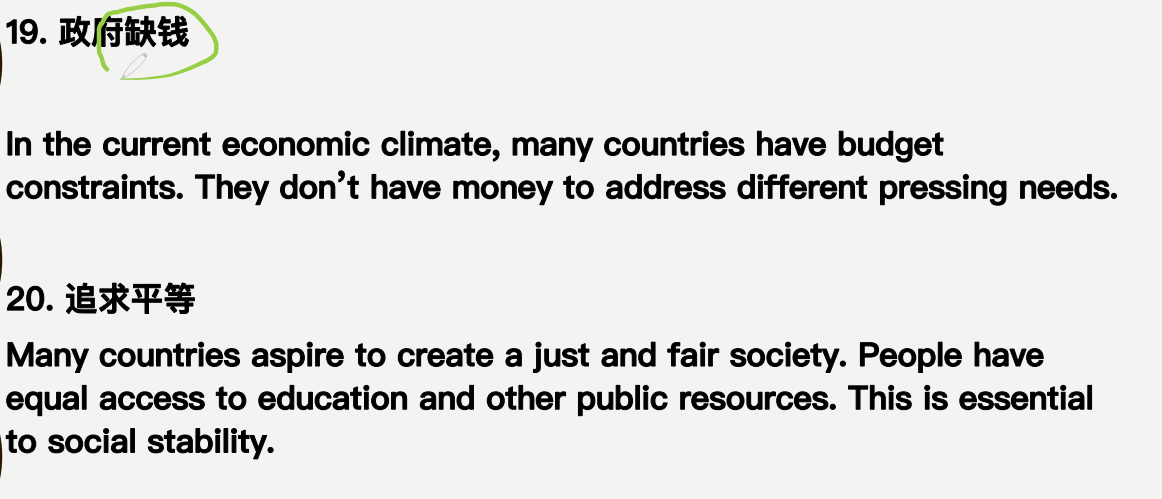 19. 政府缺钱
In the current economic climate, many countries have budget
constraints. They don’t have money to address different pressing needs.
20. 追求平等
Many countries aspire to create a just and fair society. People have
equal access to education and other public resources. This is essential
to social stability.